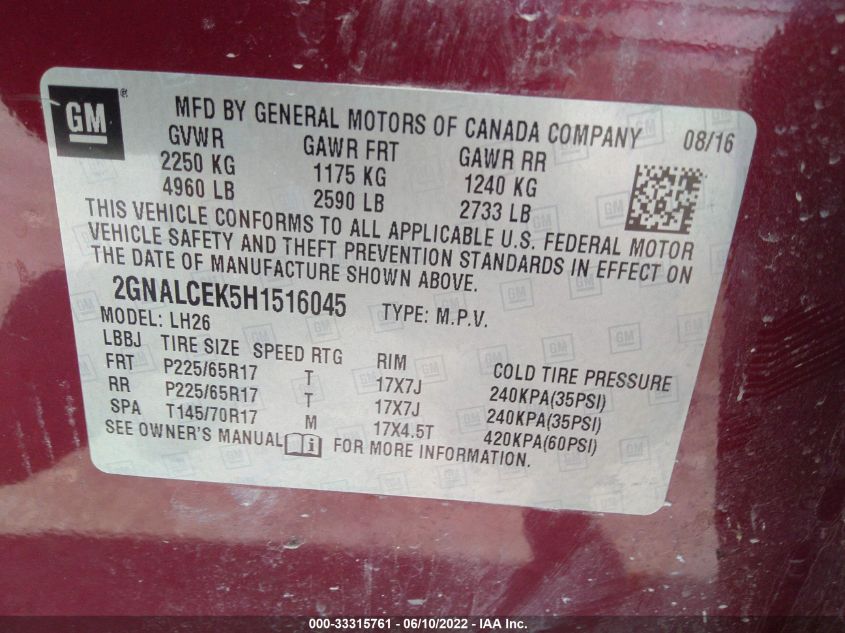 GM ®
MFD BY GENERAL MOTORS OF CANADA COMPANY 08/16
GVWR GAWR FRT GAWR RR
2250 KG 1175 KG 1240 KG
4960 LB 2590 LB 2733 LB
THIS VEHICLE CONFORMS TO ALL APPLICABLE U.S. FEDERAL MOTOR
VEHICLE SAFETY AND THEFT PREVENTION STANDARDS IN EFFECT ON
THE DATE OF MANUFACTURE SHOWN ABOVE.
2GNALCEK5H1516045 TYPE: M.P.V.
MODEL: LH26
LBBJ TIRE SIZE SPEED RTG RIM COLD TIRE PRESSURE
FRT P225/65R17 T 17X7J 240KPA(35PSI)
RR P225/65R17 T 17X7J 240KPA(35PSI)
SPA T145/70R17 M 17X4.5T 420KPA(60PSI)
SEE OWNER'S MANUAL FOR MORE INFORMATION.
000-33315761 - 06/10/2022 - IAA Inc.